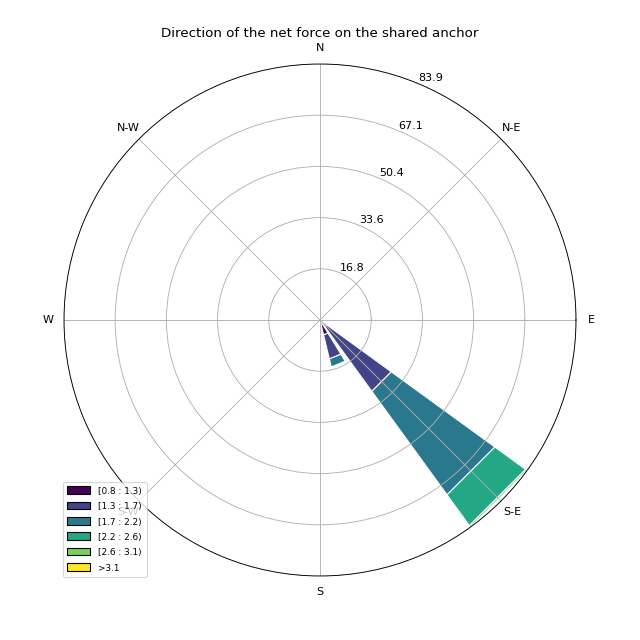 Direction of the net force on the shared anchor
N
83.9
N-W
67.1
N-E
50.4
33.6
16.8
W
E
[0.8 : 1.3)
[1.3 : 1.7)
S-W
[1.7 : 2.2)
S-E
[2.2 : 2.6)
[2.6 : 3.1)
>3.1
S